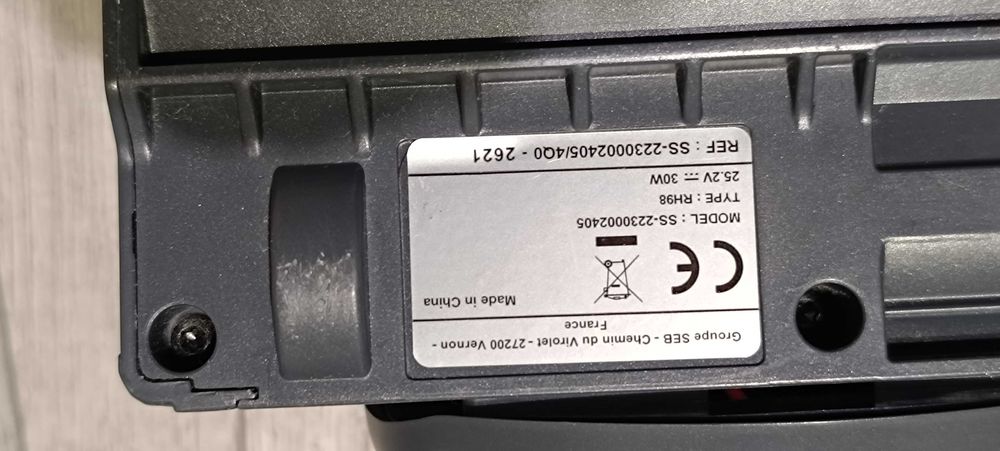 REF : SS-2230002405/4Q0 - 2621
25.2V ⎓ 30W
TYPE : RH98
MODEL : SS-2230002405
CE
Made in China
Groupe SEB - Chemin du Virolet - 27200 Vernon -
France